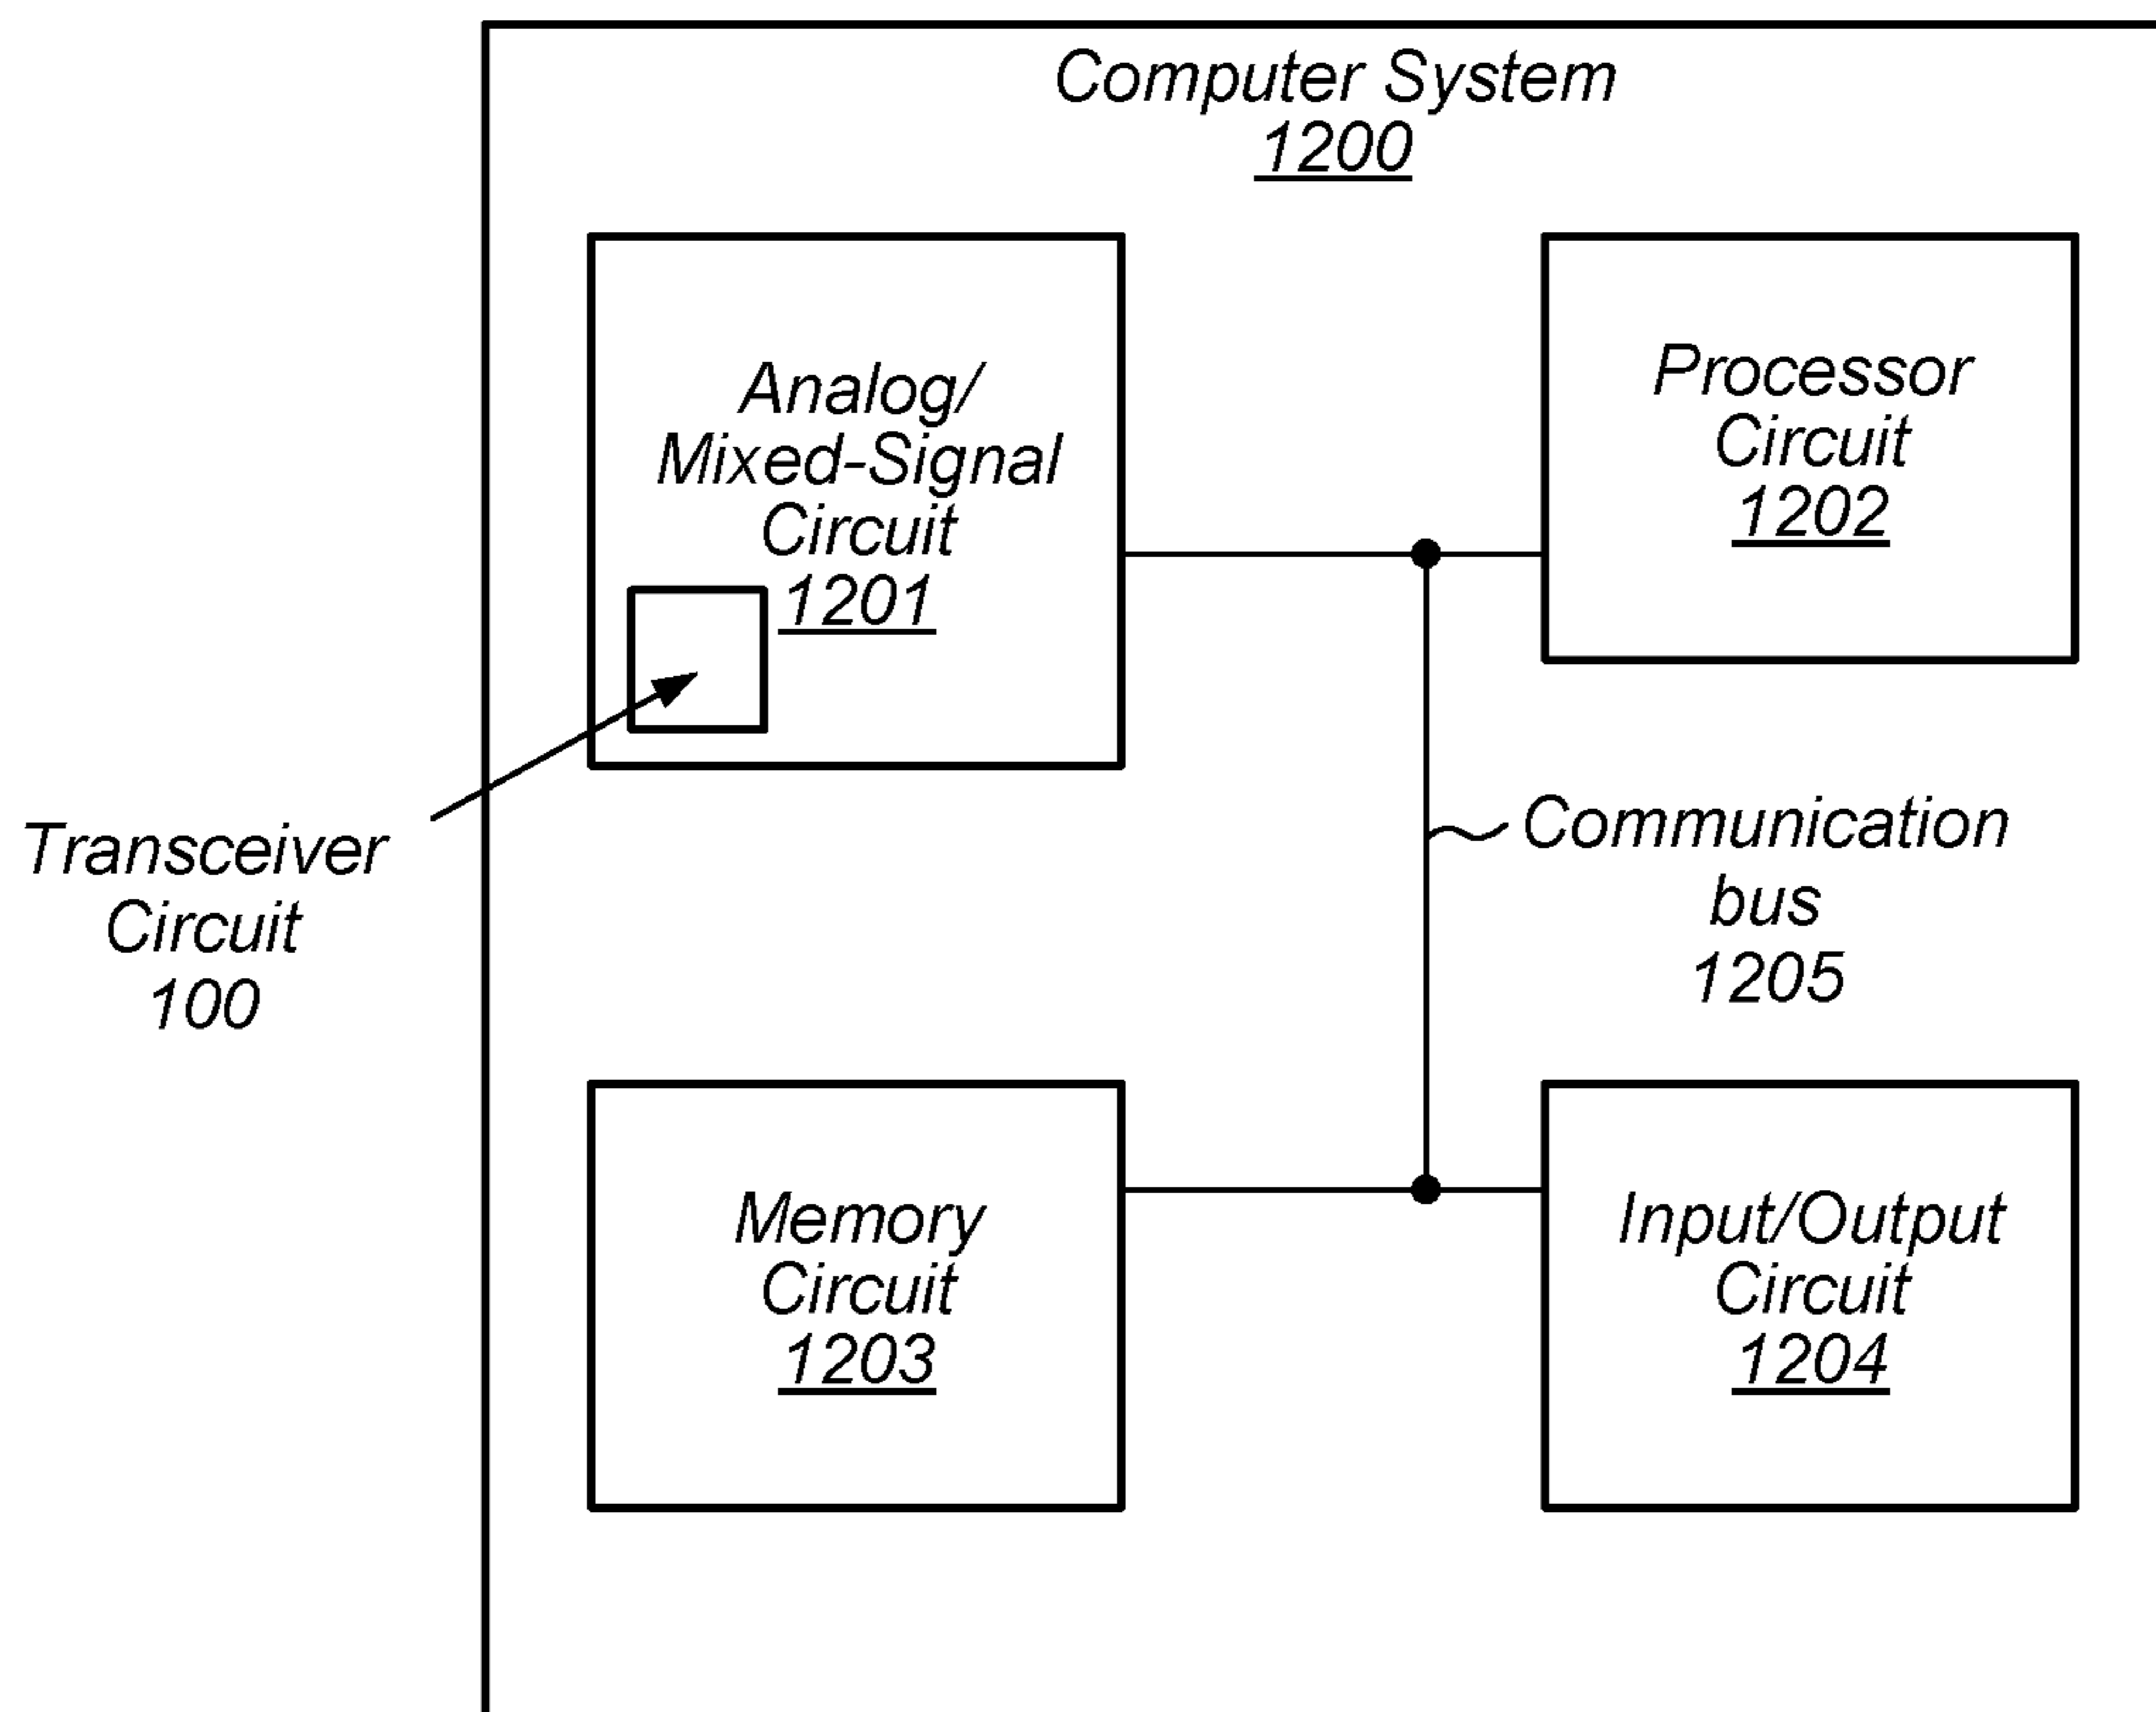 Computer System
1200
Analog/
Mixed-Signal
Circuit
1201
Processor
Circuit
1202
Transceiver
Circuit
100
Communication
bus
1205
Memory
Circuit
1203
Input/Output
Circuit
1204